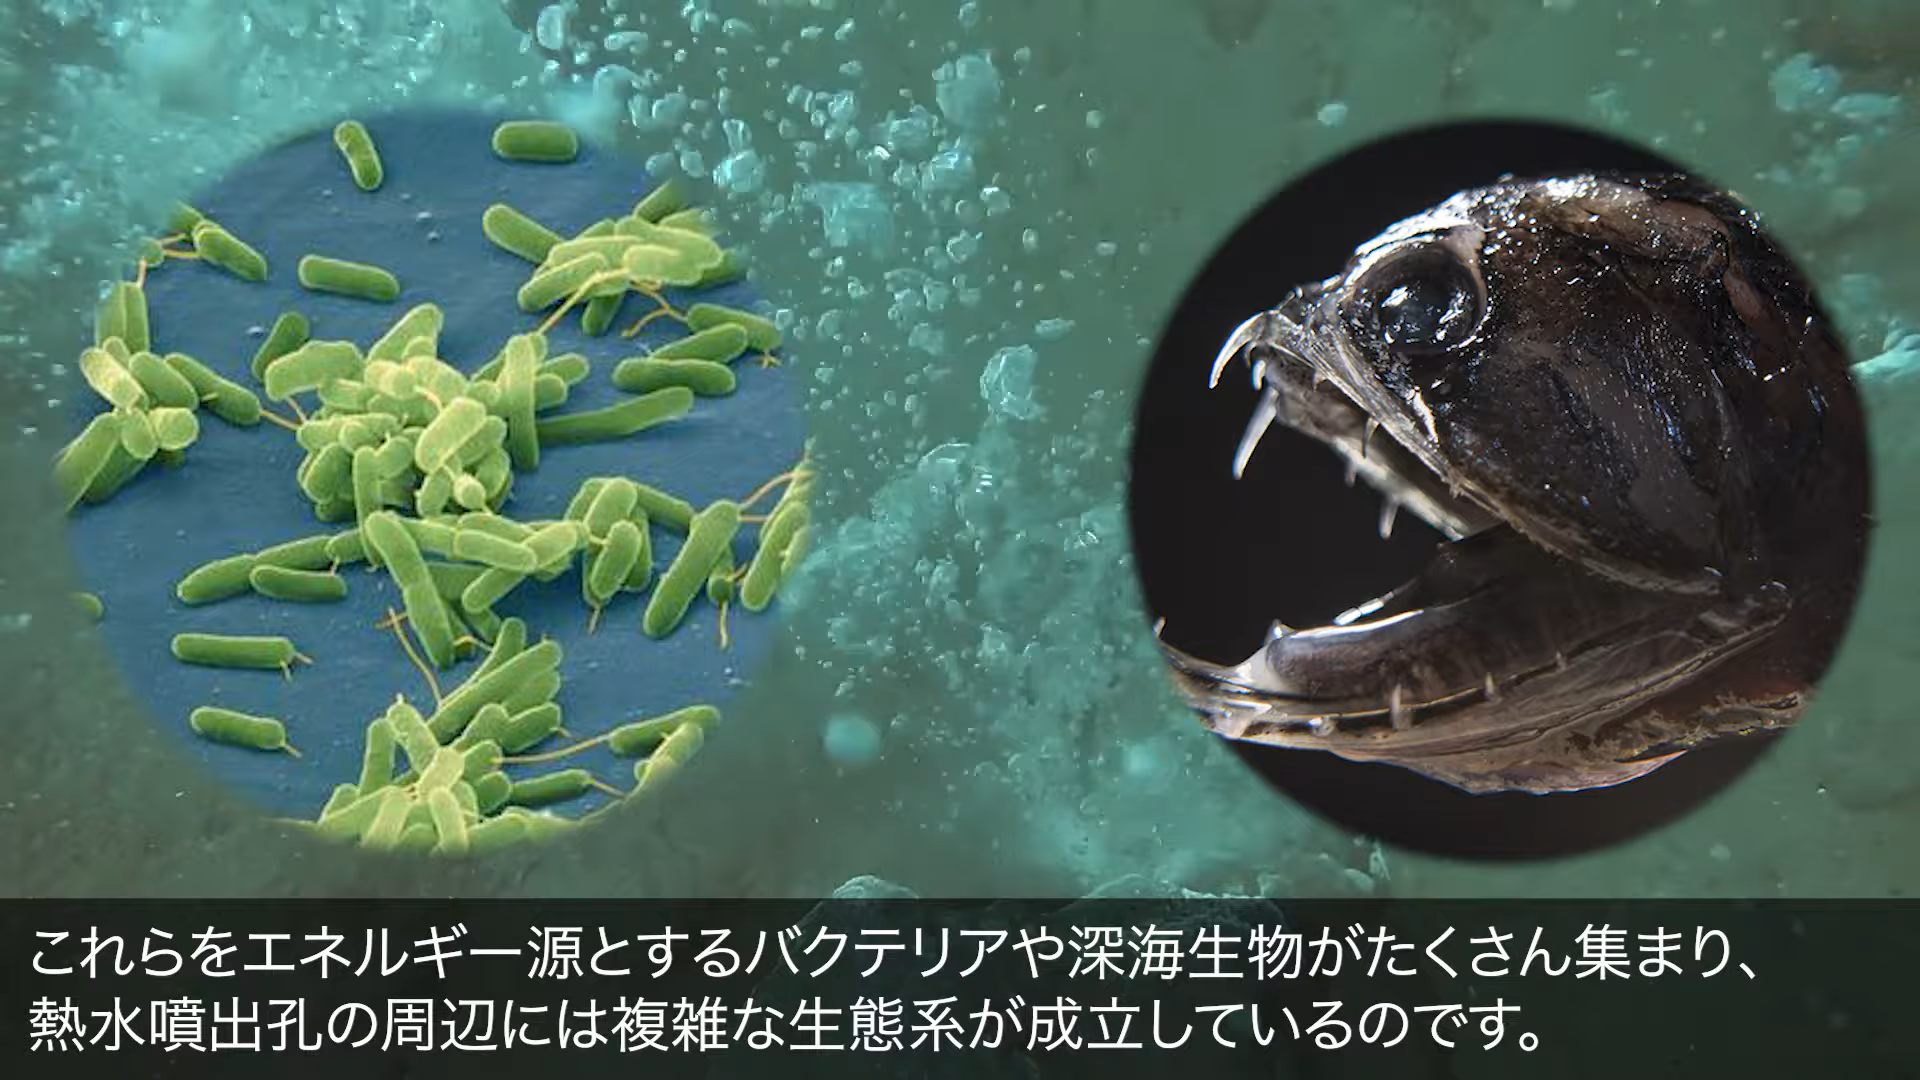 これらをエネルギー源とするバクテリアや深海生物がたくさん集まり、
熱水噴出孔の周辺には複雑な生態系が成立しているのです。